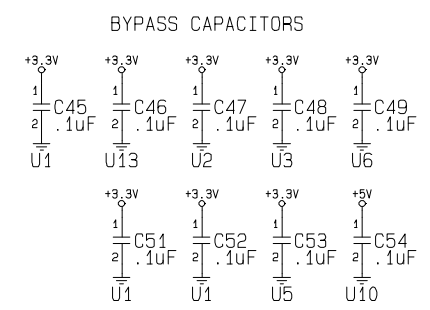 BYPASS CAPACITORS
+3.3V +3.3V +3.3V +3.3V +3.3V
1 C45 1 C46 1 C47 1 C48 1 C49
2 .1uF 2 .1uF 2 .1uF 2 .1uF 2 .1uF
U1 U13 U2 U3 U6
+3.3V +3.3V +3.3V +5V
1 C51 1 C52 1 C53 1 C54
2 .1uF 2 .1uF 2 .1uF 2 .1uF
U1 U1 U5 U10